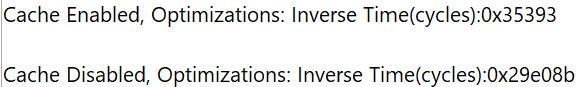 Cache Enabled, Optimizations: Inverse Time(cycles):0x35393
Cache Disabled, Optimizations: Inverse Time(cycles):0x29e08b